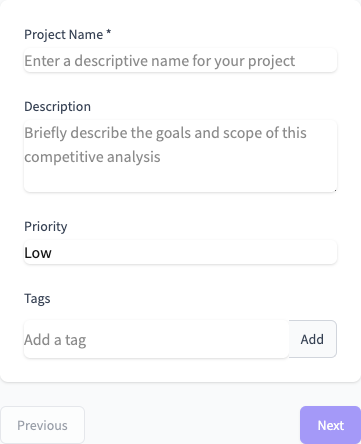 Project Name *
Enter a descriptive name for your project
Description
Briefly describe the goals and scope of this
competitive analysis
Priority
Low
Tags
Add a tag
Add
Previous
Next